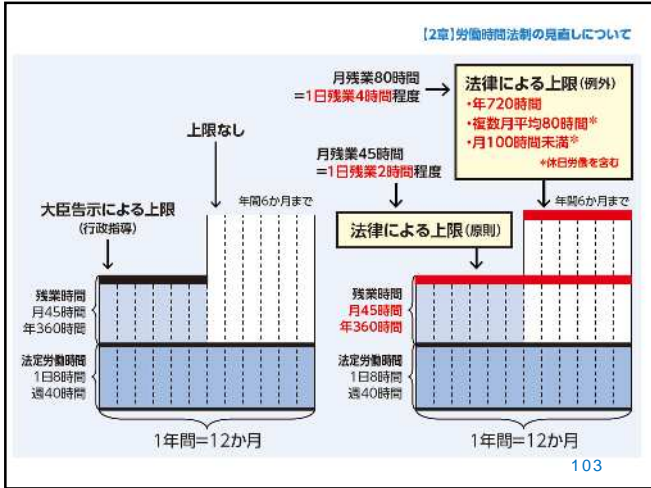 【2章】労働時間法制の見直しについて
上限なし
大臣告示による上限
(行政指導)
年間6か月まで
残業時間
月45時間
年360時間
法定労働時間
1日8時間
週40時間
1年間=12か月
月残業80時間
=1日残業4時間程度
法律による上限(例外)
・年720時間
・複数月平均80時間*
・月100時間未満*
*休日労働を含む
月残業45時間
=1日残業2時間程度
年間6か月まで
法律による上限(原則)
残業時間
月45時間
年360時間
法定労働時間
1日8時間
週40時間
1年間=12か月
103